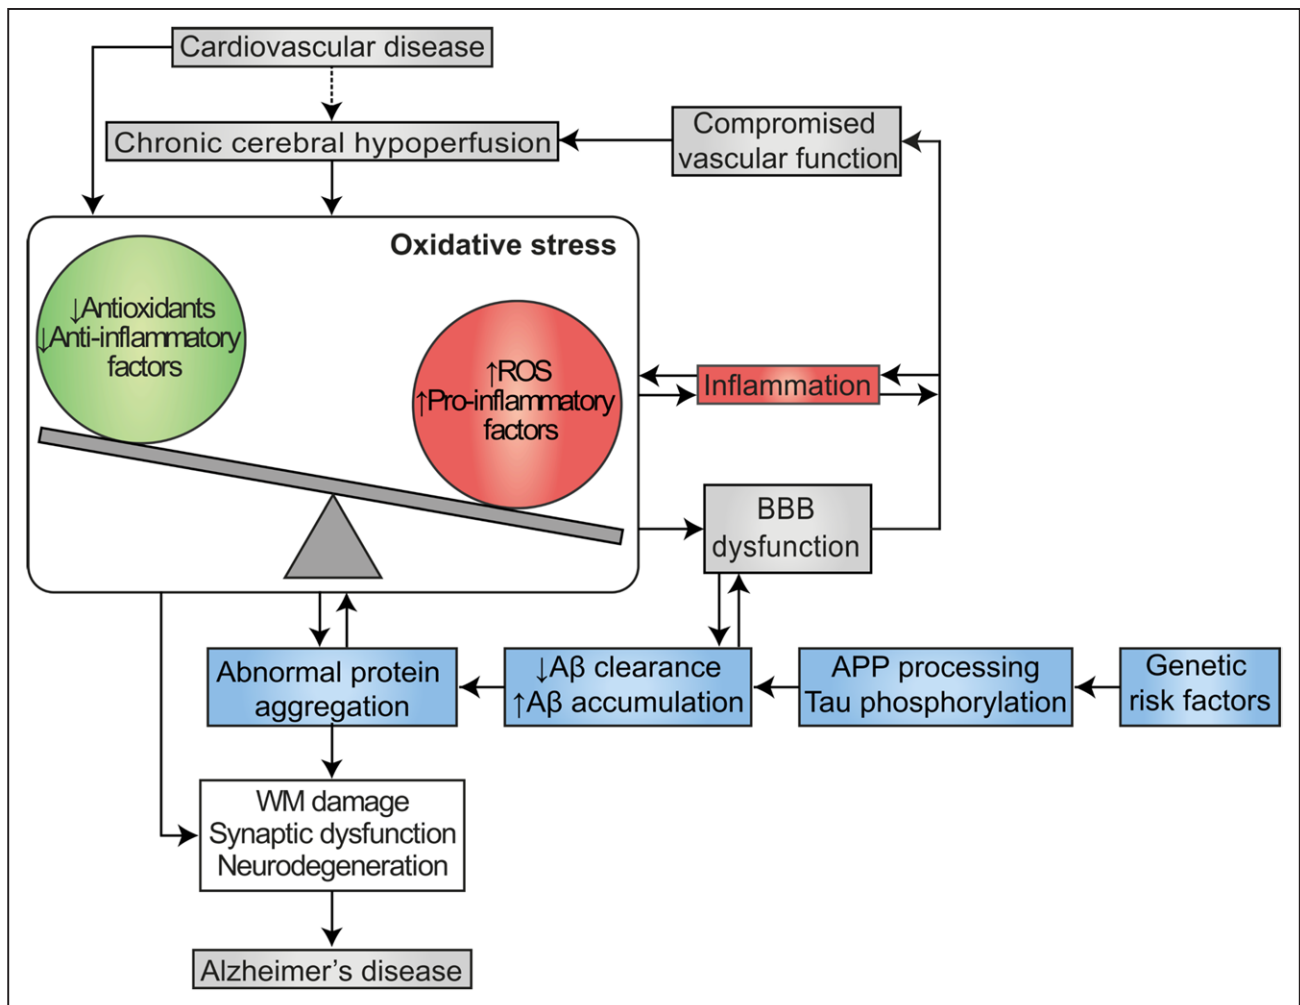 Cardiovascular disease
Chronic cerebral hypoperfusion
Compromised
vascular function
Oxidative stress
↓Antioxidants
↓Anti-inflammatory
factors
↑ROS
↑Pro-inflammatory
factors
Inflammation
BBB
dysfunction
Abnormal protein
aggregation
↓Aβ clearance
↑Aβ accumulation
APP processing
Tau phosphorylation
Genetic
risk factors
WM damage
Synaptic dysfunction
Neurodegeneration
Alzheimer’s disease